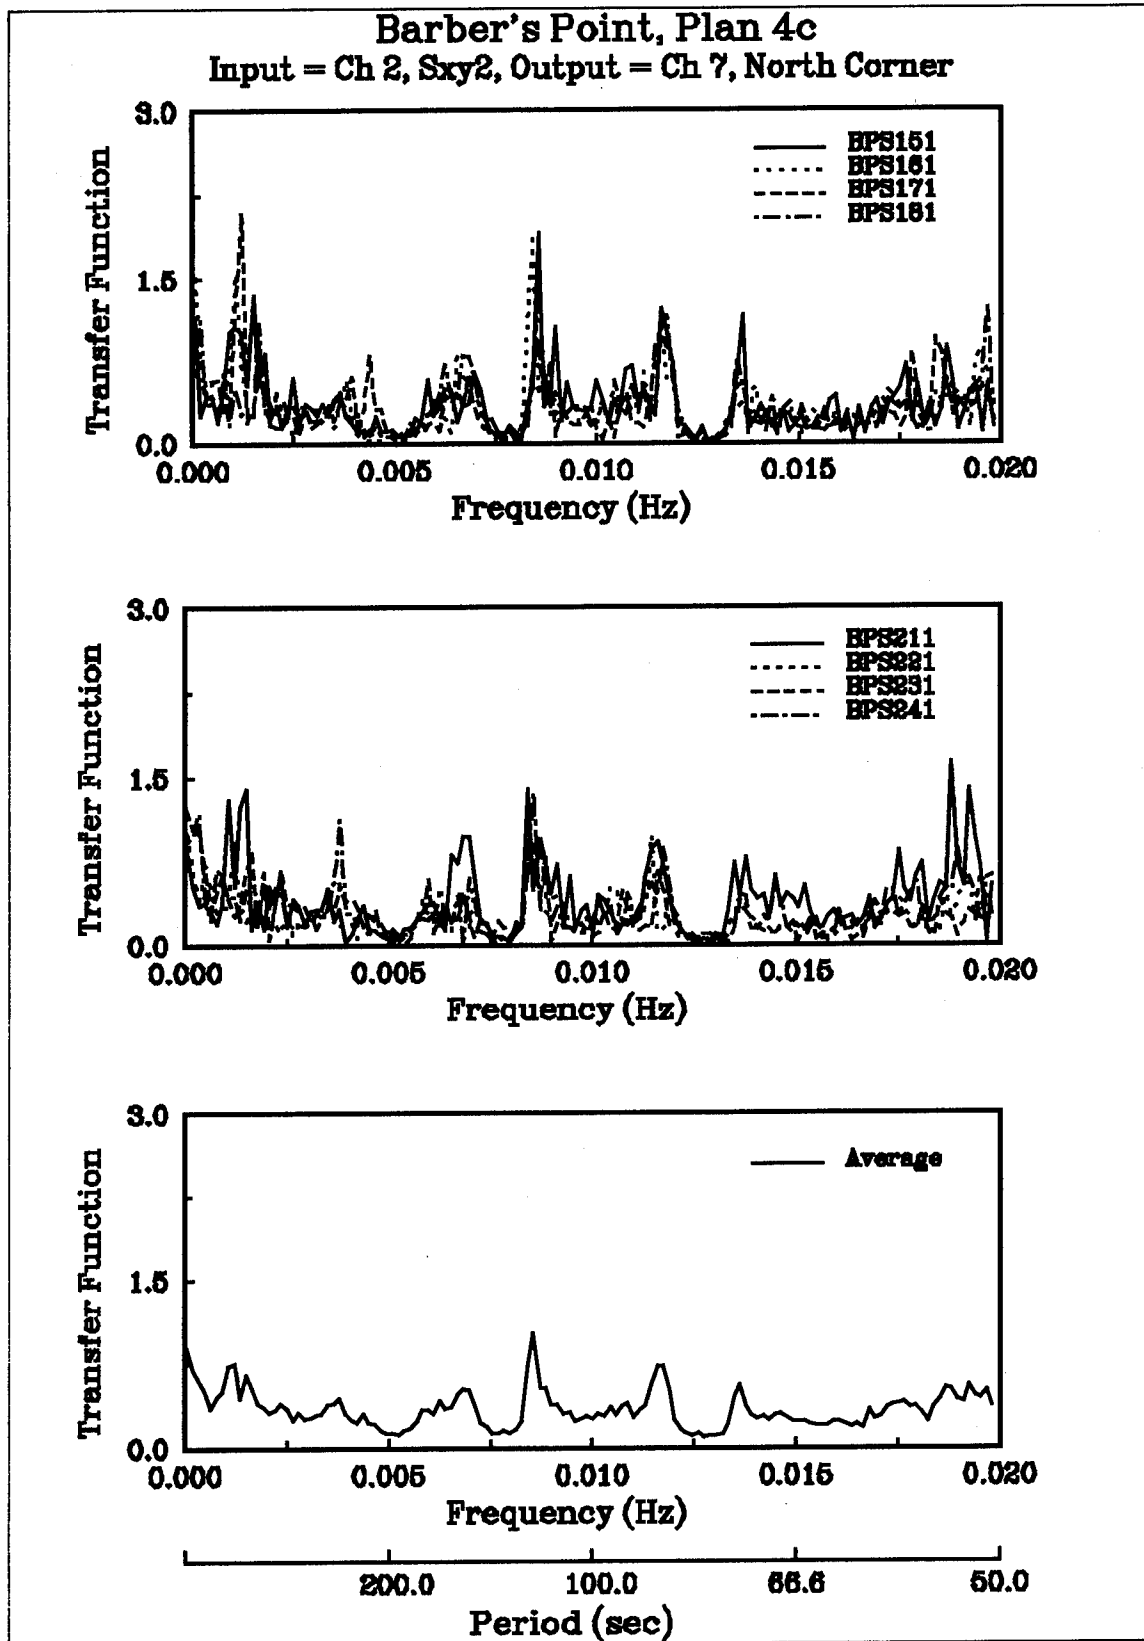 Barber's Point, Plan 4c
Input = Ch 2, Sxy2, Output = Ch 7, North Corner
3.0
1.5
0.0
Transfer Function
BPS151
BPS161
BPS171
BPS181
0.000 0.005 0.010 0.015 0.020
Frequency (Hz)
3.0
1.5
0.0
Transfer Function
BPS211
BPS221
BPS231
BPS241
0.000 0.005 0.010 0.015 0.020
Frequency (Hz)
3.0
1.5
0.0
Transfer Function
Average
0.000 0.005 0.010 0.015 0.020
Frequency (Hz)
200.0 100.0 66.6 50.0
Period (sec)